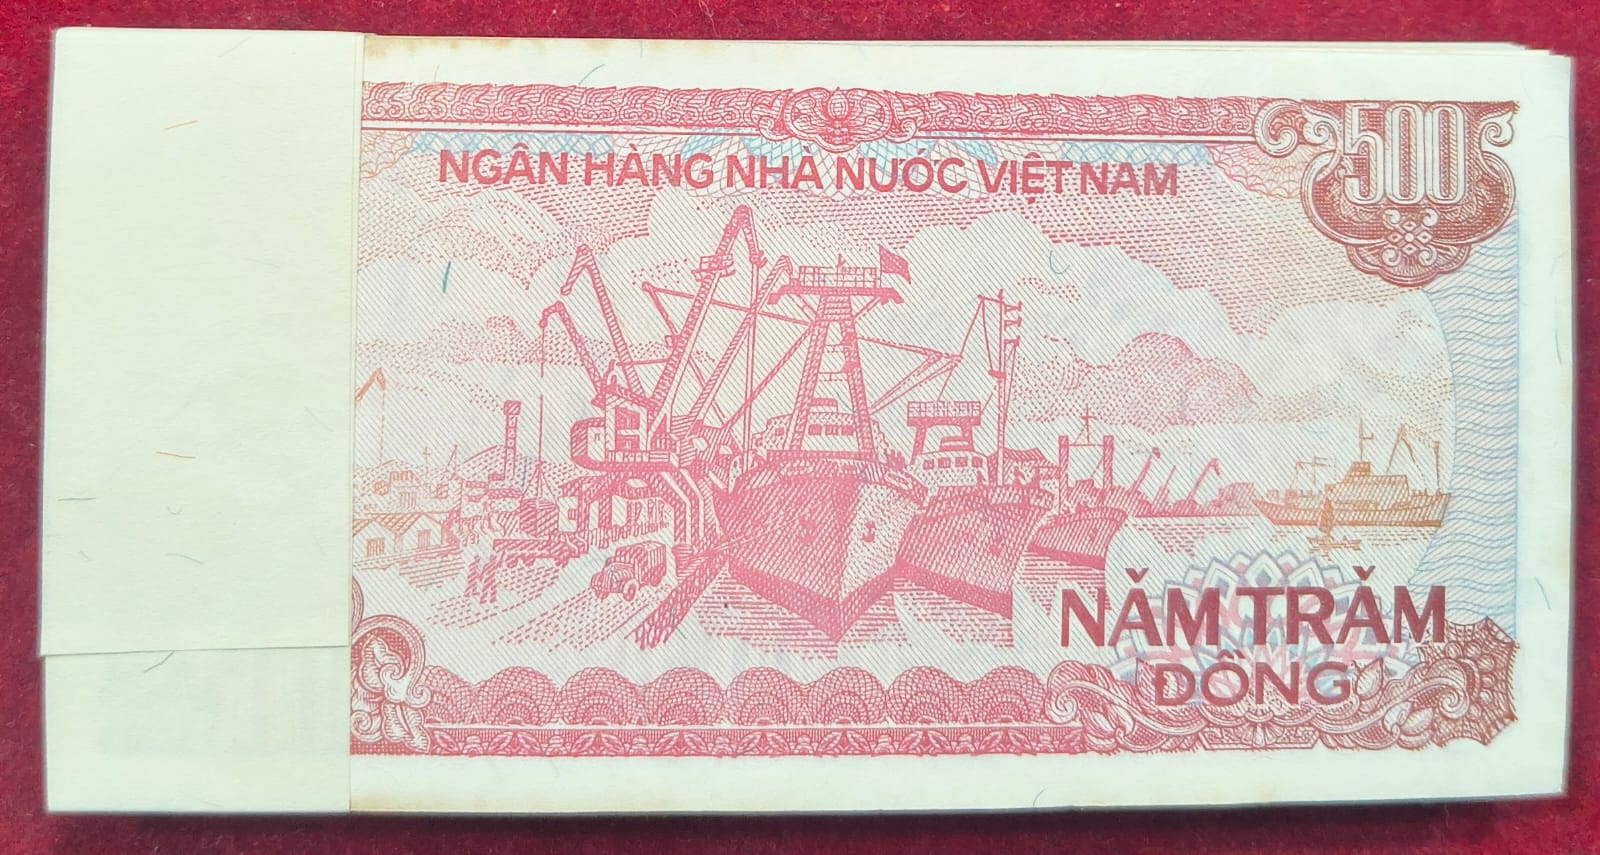 500
NGÂN HÀNG NHÀ NƯỚC VIỆT NAM
NĂM TRĂM
ĐỒNG